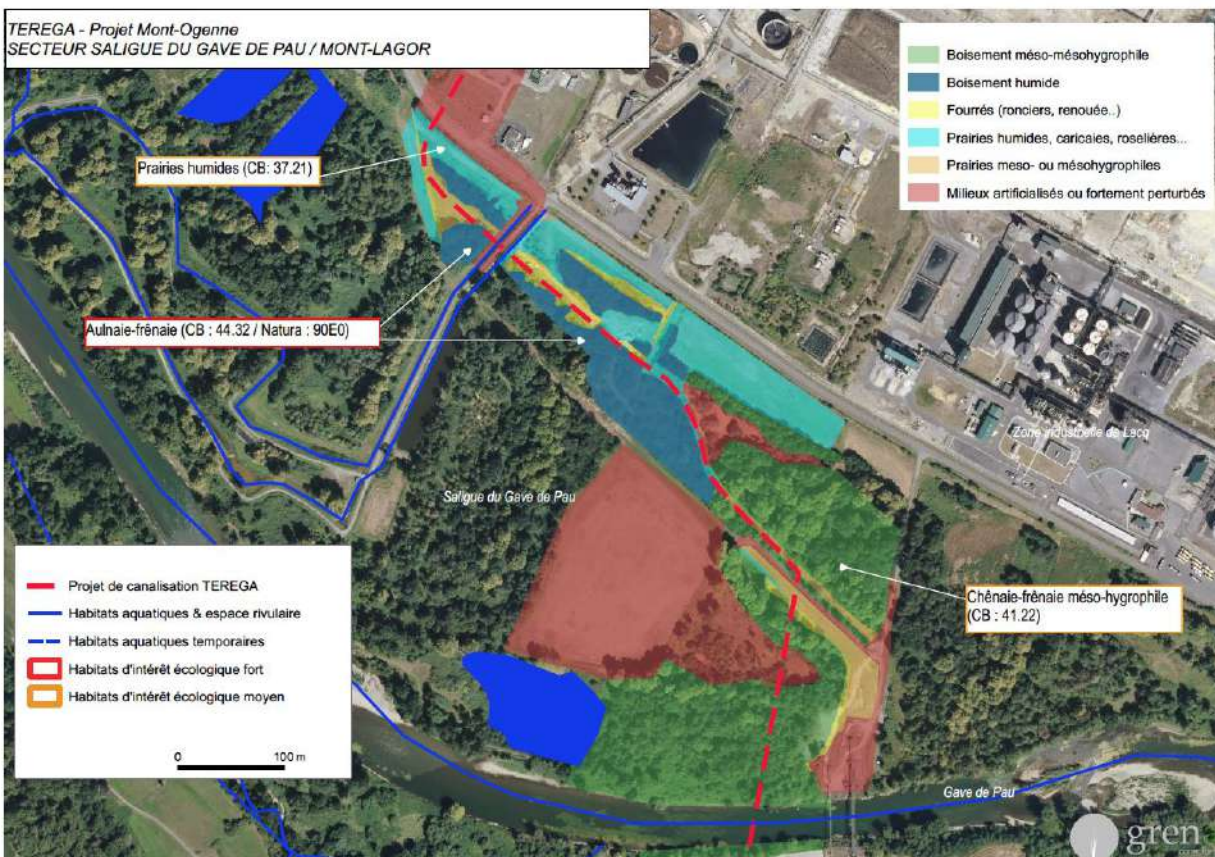 TEREGA - Projet Mont-Ogenne
SECTEUR SALIGUE DU GAVE DE PAU / MONT-LAGOR
Boisement méso-mésohygrophile
Boisement humide
Fourrés (ronciers, renouée..)
Prairies humides, caricaies, roselières...
Prairies meso- ou mésohygrophiles
Milieux artificialisés ou fortement perturbés
Prairies humides (CB: 37.21)
Aulnaie-frênaie (CB : 44.32 / Natura : 90E0)
Zone industrielle de Lacq
Saligue du Gave de Pau
Chênaie-frênaie méso-hygrophile
(CB : 41.22)
Projet de canalisation TEREGA
Habitats aquatiques & espace rivulaire
Habitats aquatiques temporaires
Habitats d'intérêt écologique fort
Habitats d'intérêt écologique moyen
0 100 m
Gave de Pau
gren